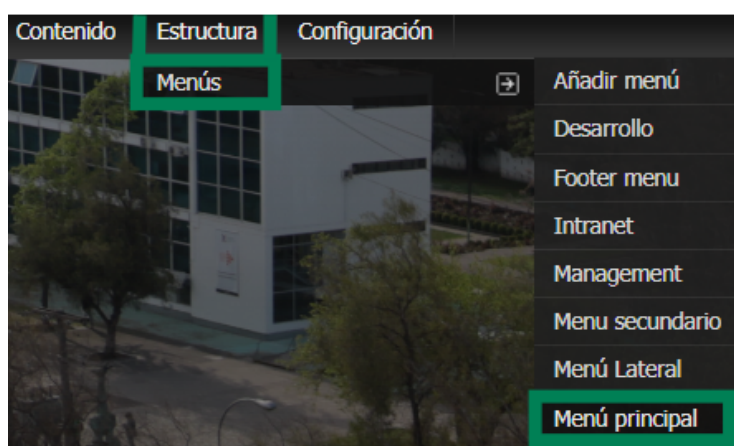 Contenido Estructura Configuración
Menús
Añadir menú
Desarrollo
Footer menu
Intranet
Management
Menu secundario
Menú Lateral
Menú principal